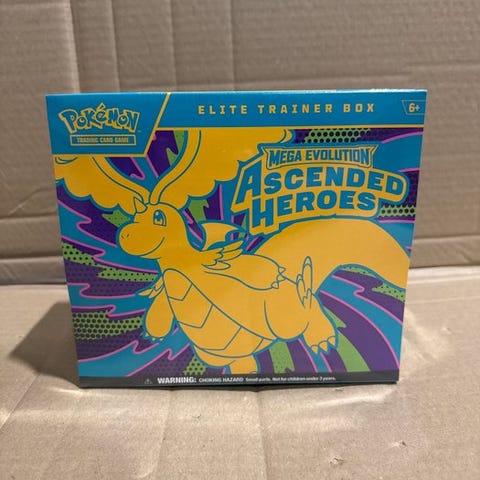 Pokémon
TRADING CARD GAME
ELITE TRAINER BOX
6+
MEGA EVOLUTION
ASCENDED
HEROES
WARNING: CHOKING HAZARD Small parts. Not for children under 3 years.